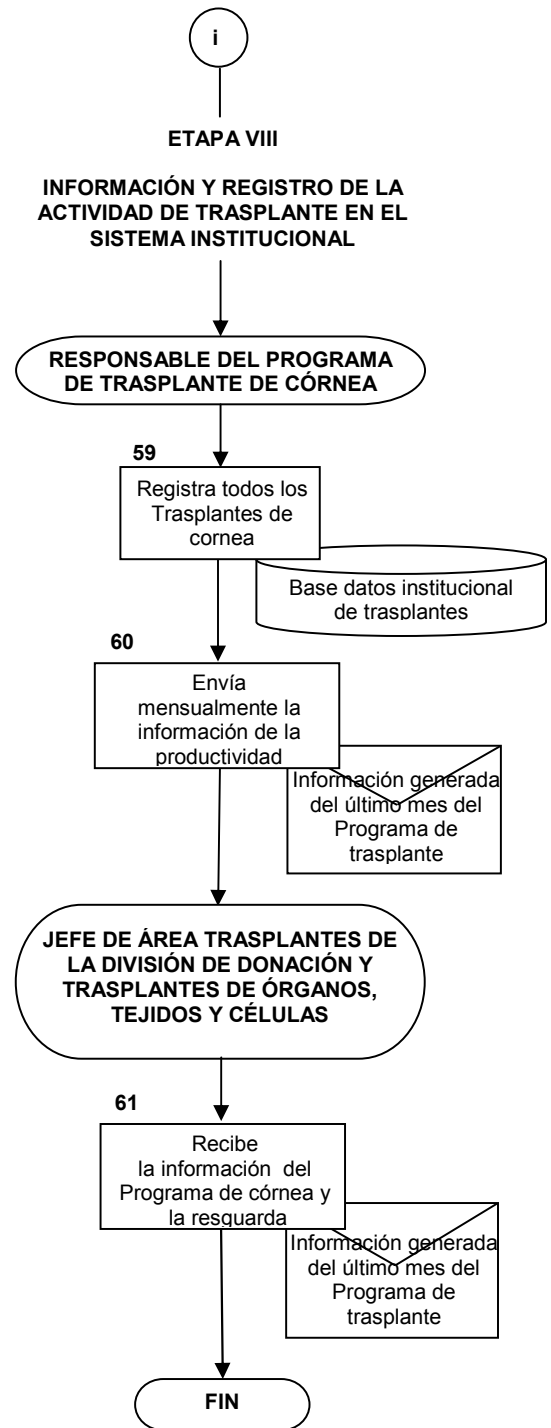 i
ETAPA VIII
INFORMACIÓN Y REGISTRO DE LA
ACTIVIDAD DE TRASPLANTE EN EL
SISTEMA INSTITUCIONAL
RESPONSABLE DEL PROGRAMA
DE TRASPLANTE DE CÓRNEA
59
Registra todos los
Trasplantes de
cornea
Base datos institucional
de trasplantes
60
Envía
mensualmente la
información de la
productividad
Información generada
del último mes del
Programa de
trasplante
JEFE DE ÁREA TRASPLANTES DE
LA DIVISIÓN DE DONACIÓN Y
TRASPLANTES DE ÓRGANOS,
TEJIDOS Y CÉLULAS
61
Recibe
la información del
Programa de córnea y
la resguarda
Información generada
del último mes del
Programa de
trasplante
FIN